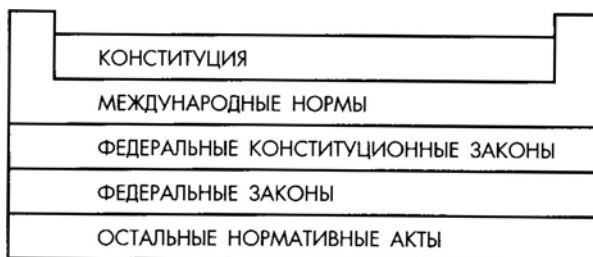 КОНСТИТУЦИЯ
МЕЖДУНАРОДНЫЕ НОРМЫ
ФЕДЕРАЛЬНЫЕ КОНСТИТУЦИОННЫЕ ЗАКОНЫ
ФЕДЕРАЛЬНЫЕ ЗАКОНЫ
ОСТАЛЬНЫЕ НОРМАТИВНЫЕ АКТЫ